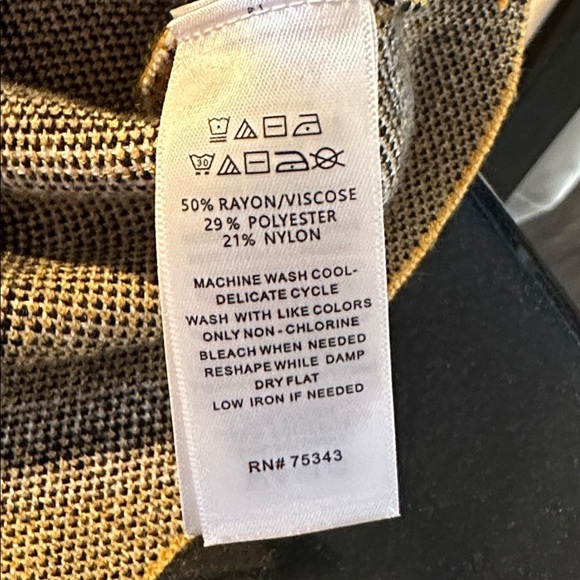 30
50% RAYON/VISCOSE
29% POLYESTER
21% NYLON
MACHINE WASH COOL-
DELICATE CYCLE
WASH WITH LIKE COLORS
ONLY NON-CHLORINE
BLEACH WHEN NEEDED
RESHAPE WHILE DAMP
DRY FLAT
LOW IRON IF NEEDED
RN# 75343